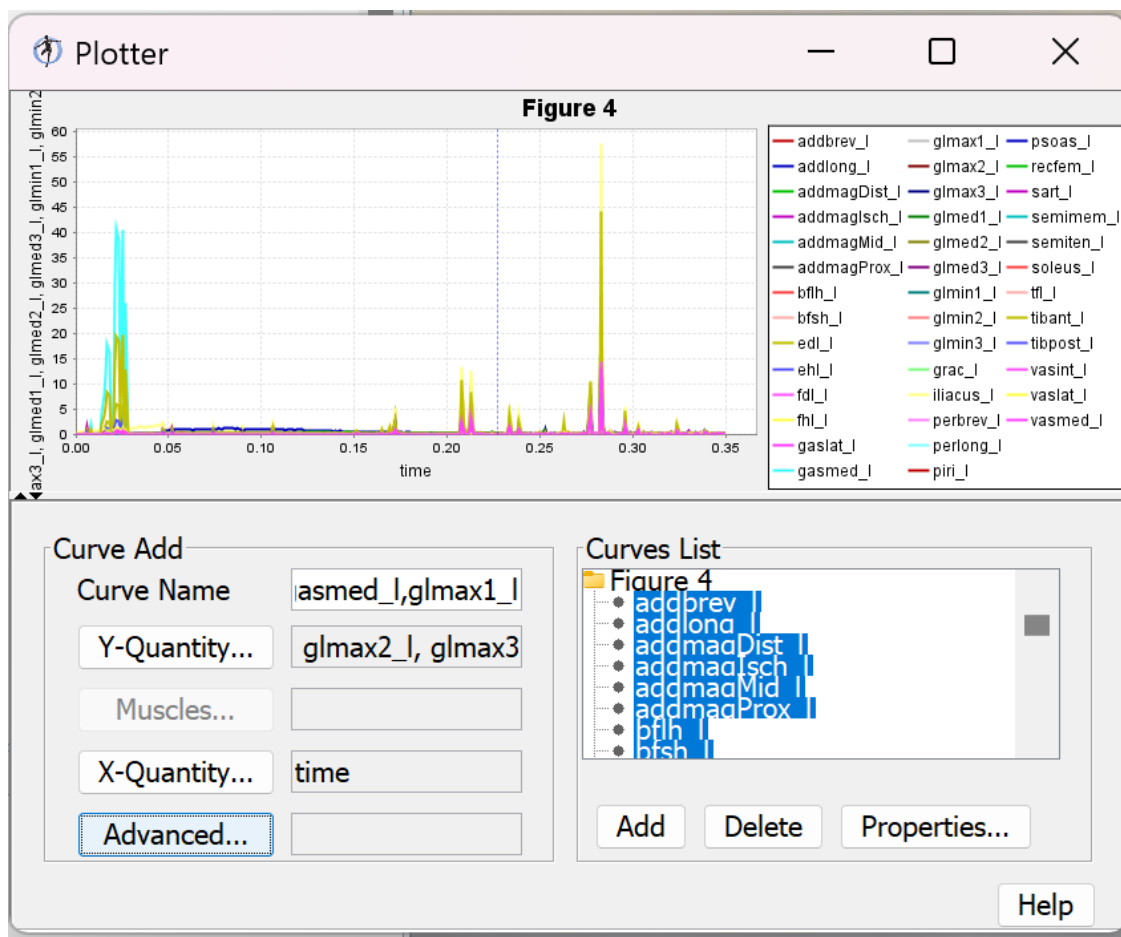 Plotter
Figure 4
ax3_l, glmed1_l, glmed2_l, glmed3_l, glmin1_l, glmin2
60
55
50
45
40
35
30
25
20
15
10
5
0
0.00 0.05 0.10 0.15 0.20 0.25 0.30 0.35
time
addbrev_l glmax1_l psoas_l
addlong_l glmax2_l recfem_l
addmagDist_l glmax3_l sart_l
addmagIsch_l glmed1_l semimem_l
addmagMid_l glmed2_l semiten_l
addmagProx_l glmed3_l soleus_l
bflh_l glmin1_l tfl_l
bfsh_l glmin2_l tibant_l
edl_l glmin3_l tibpost_l
ehl_l grac_l vasint_l
fdl_l iliacus_l vaslat_l
fhl_l perbrev_l vasmed_l
gaslat_l perlong_l
gasmed_l piri_l
Curve Add
Curve Name asmed_l,glmax1_l
Y-Quantity... glmax2_l, glmax3
Muscles...
X-Quantity... time
Advanced...
Curves List
Figure 4
addbrev_l
addlong_l
addmagDist_l
addmagIsch_l
addmagMid_l
addmagProx_l
bflh_l
bfsh_l
Add Delete Properties...
Help